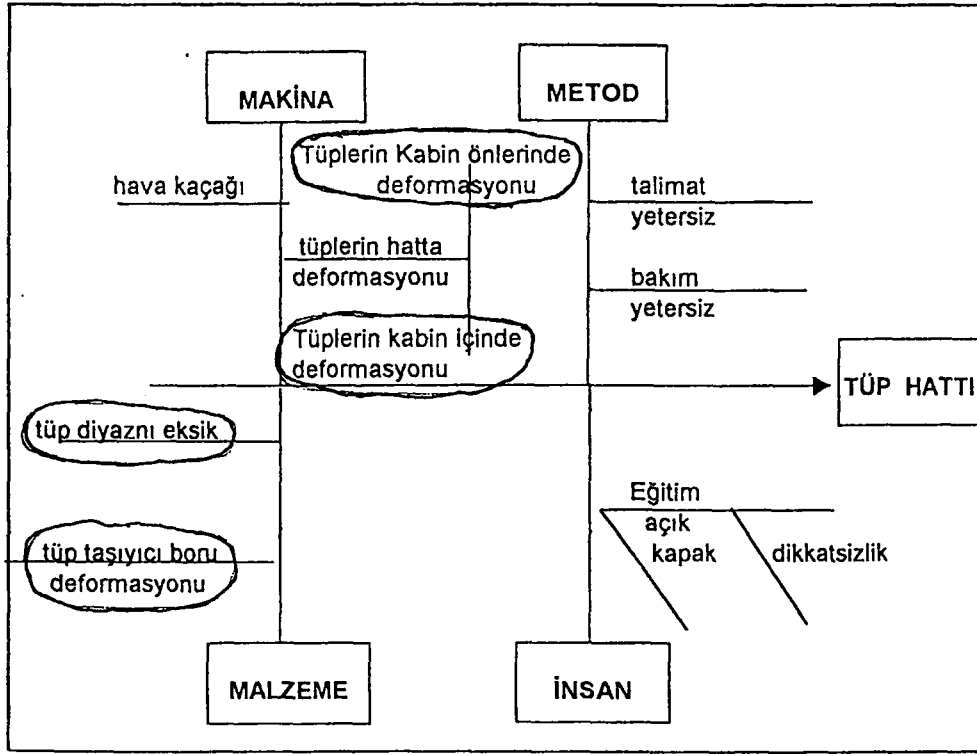 MAKİNA
METOD
Tüplerin Kabin önlerinde
deformasyonu
hava kaçağı
talimat
yetersiz
tüplerin hatta
deformasyonu
bakım
yetersiz
Tüplerin kabin içinde
deformasyonu
TÜP HATTI
tüp diyaznı eksik
Eğitim
açık
kapak
dikkatsizlik
tüp taşıyıcı boru
deformasyonu
MALZEME
İNSAN